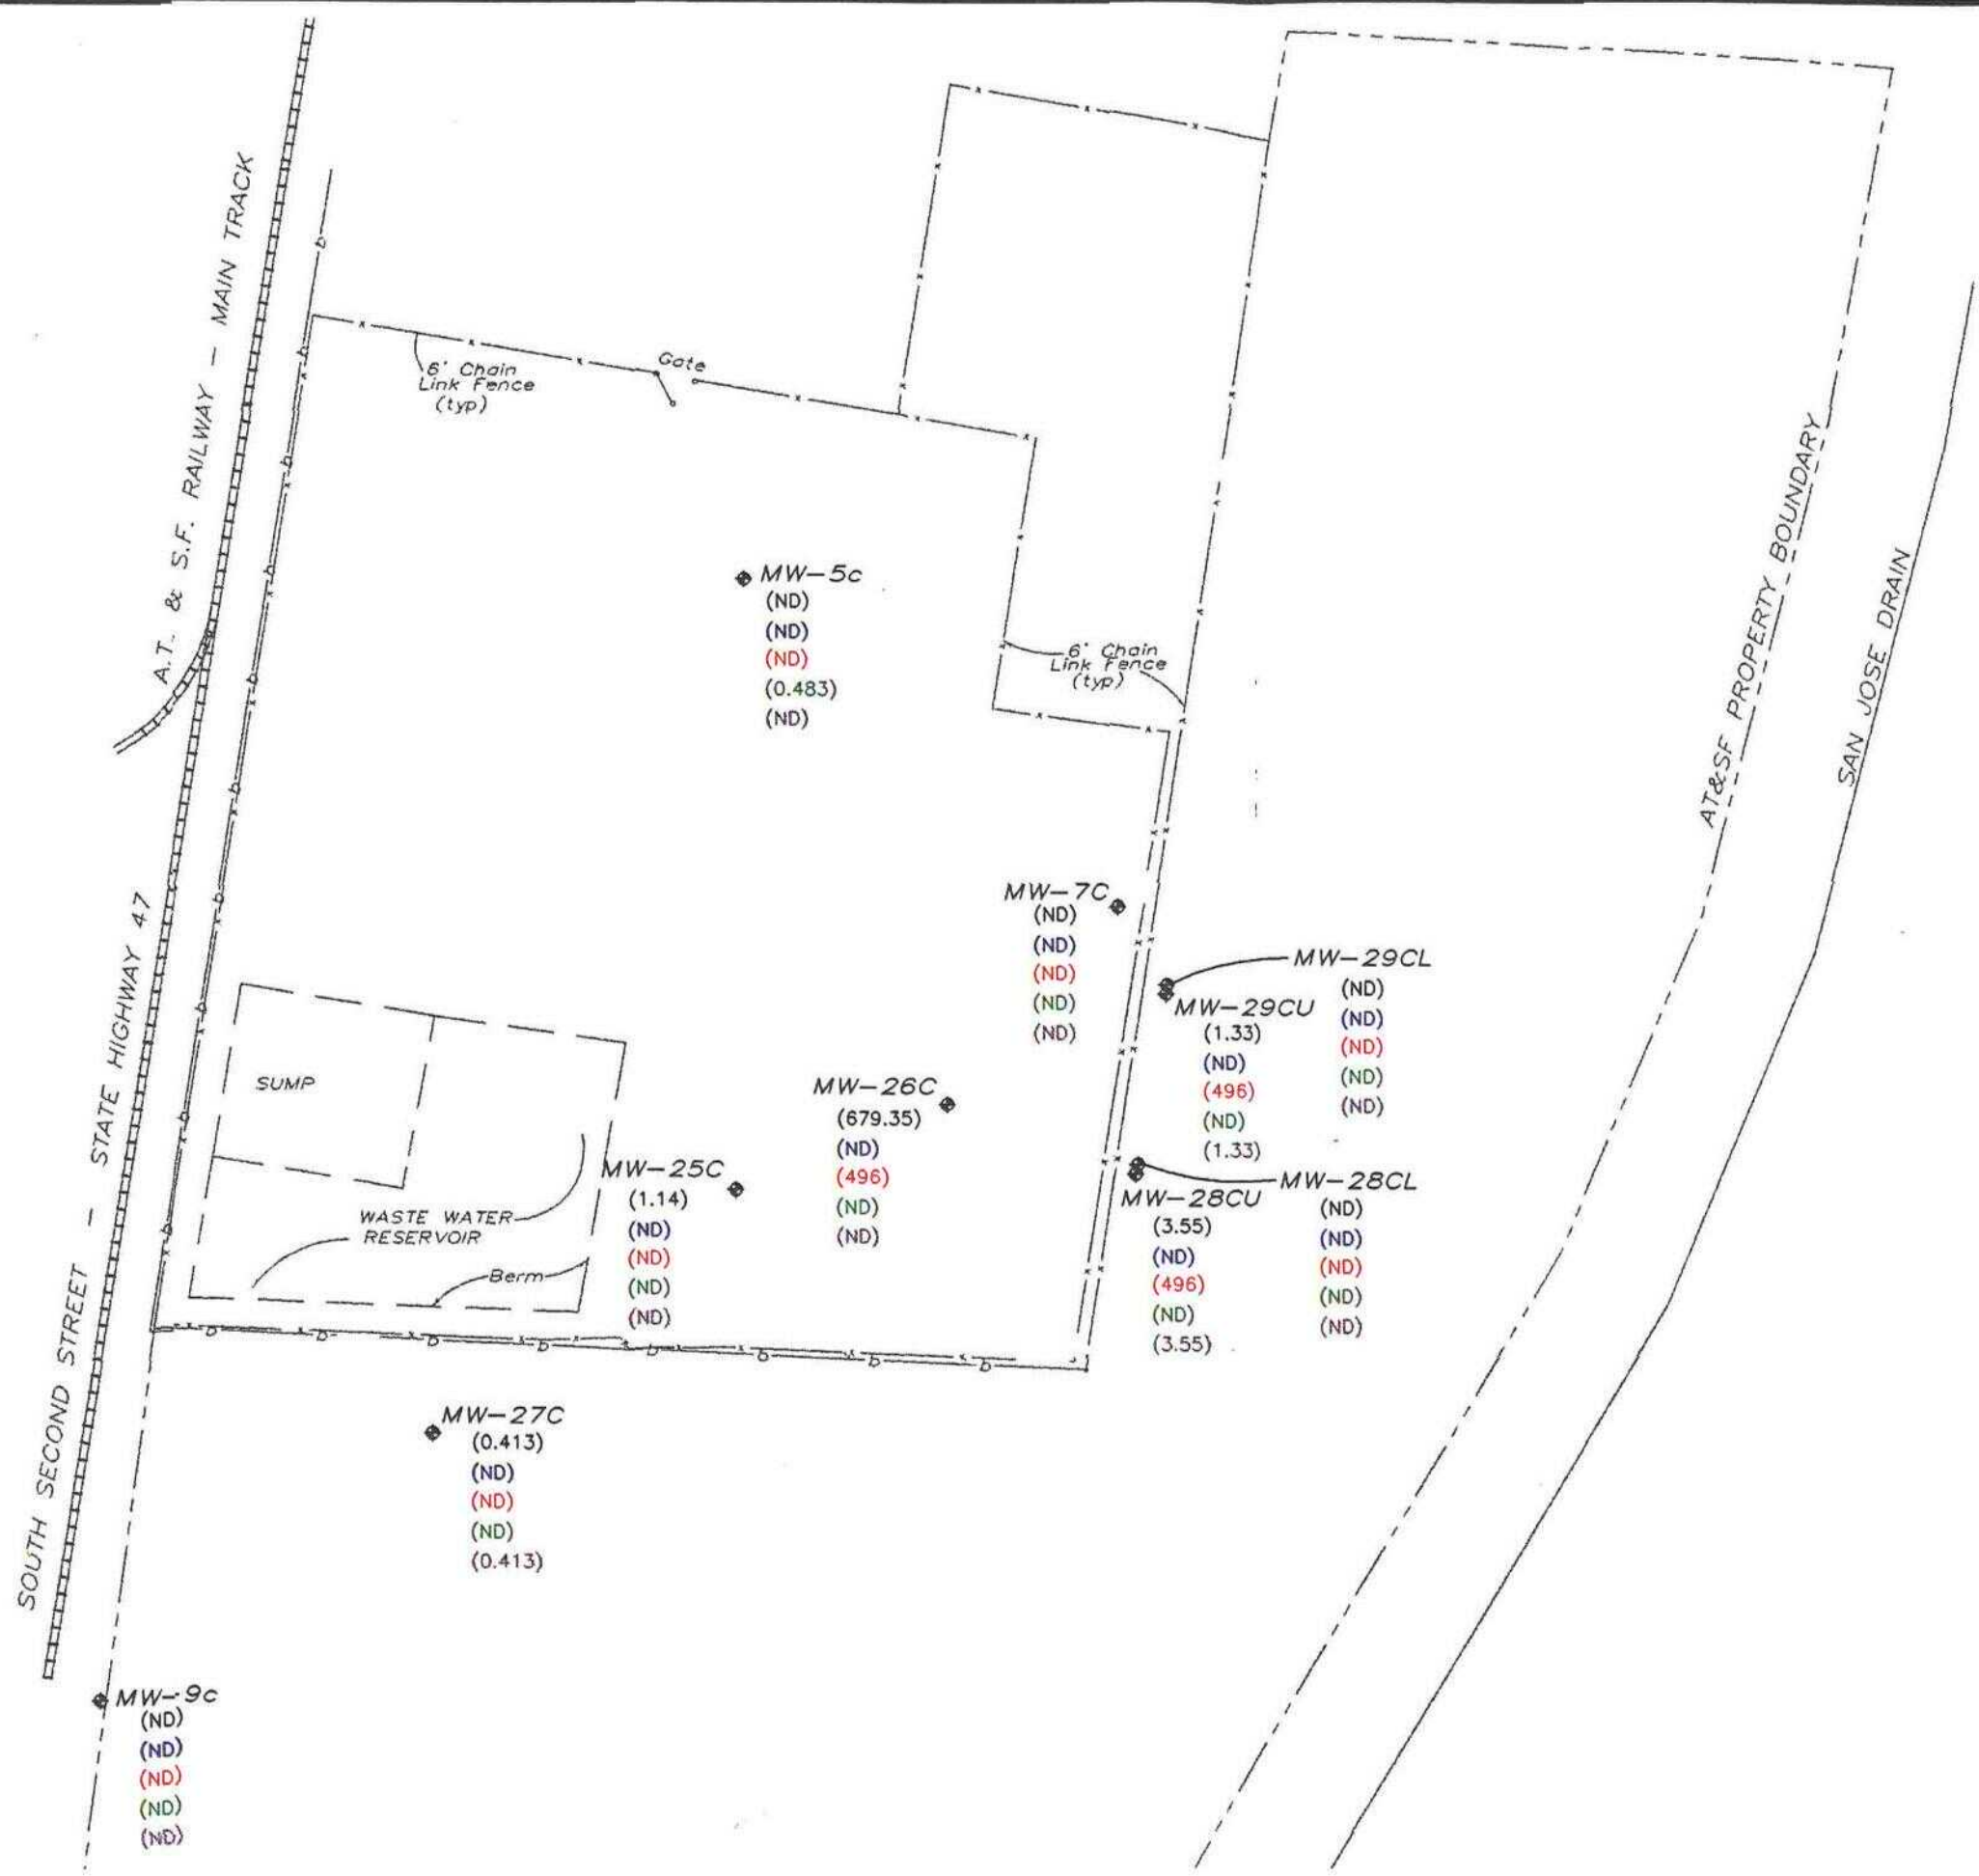 A.T. & S.F. RAILWAY - MAIN TRACK
6' Chain
Link Fence
(typ)
Gate
MW-5c
(ND)
(ND)
(ND)
(0.483)
(ND)
6' Chain
Link Fence
(typ)
AT&SF PROPERTY BOUNDARY
SAN JOSE DRAIN
SOUTH SECOND STREET - STATE HIGHWAY 47
MW-7C
(ND)
(ND)
(ND)
(ND)
(ND)
MW-29CL
(ND)
(ND)
(ND)
(ND)
(ND)
MW-29CU
(1.33)
(ND)
(496)
(ND)
(1.33)
SUMP
WASTE WATER
RESERVOIR
Berm
MW-25C
(1.14)
(ND)
(ND)
(ND)
(ND)
MW-26C
(679.35)
(ND)
(496)
(ND)
(ND)
MW-28CL
(ND)
(ND)
(ND)
(ND)
(ND)
MW-28CU
(3.55)
(ND)
(496)
(ND)
(3.55)
MW-27C
(0.413)
(ND)
(ND)
(ND)
(0.413)
MW-9c
(ND)
(ND)
(ND)
(ND)
(ND)